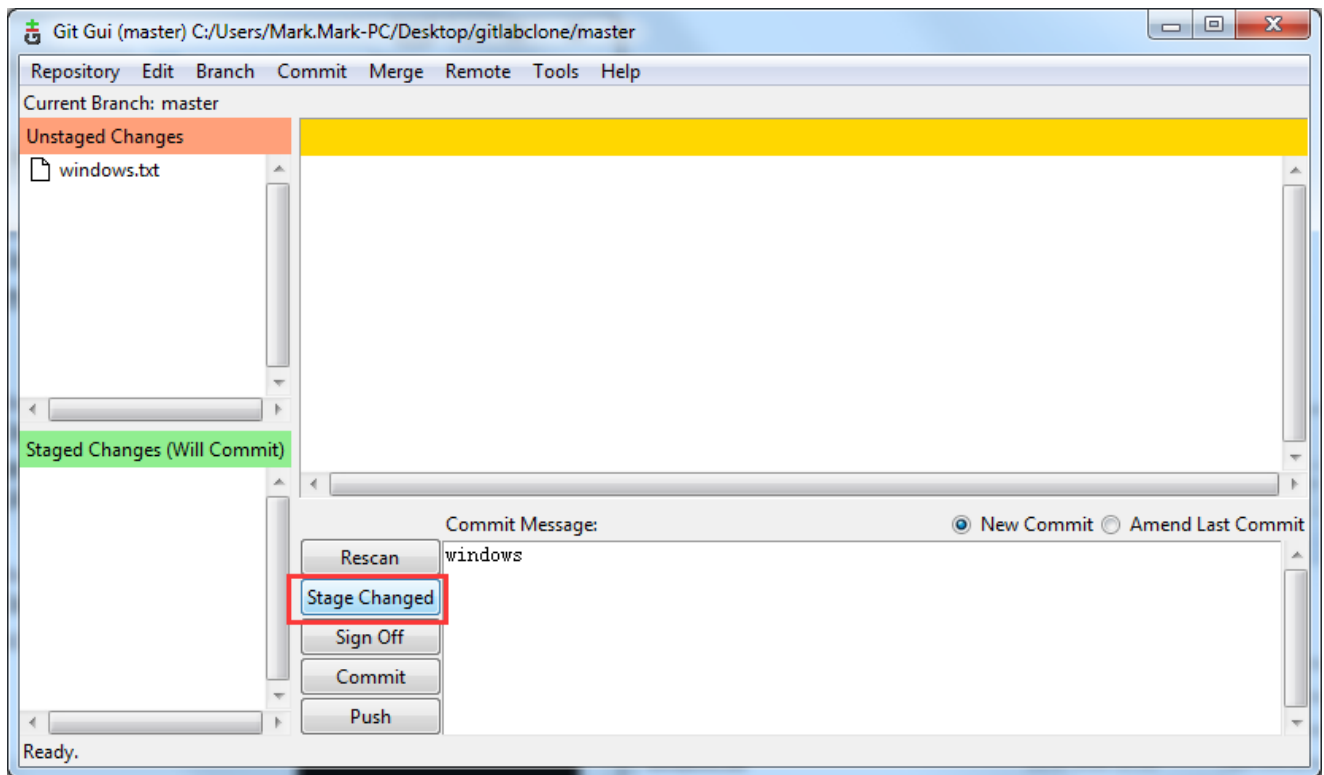 Git Gui (master) C:/Users/Mark.Mark-PC/Desktop/gitlabclone/master
Repository Edit Branch Commit Merge Remote Tools Help
Current Branch: master
Unstaged Changes
windows.txt
Staged Changes (Will Commit)
Commit Message:
New Commit
Amend Last Commit
Rescan
windows
Stage Changed
Sign Off
Commit
Push
Ready.